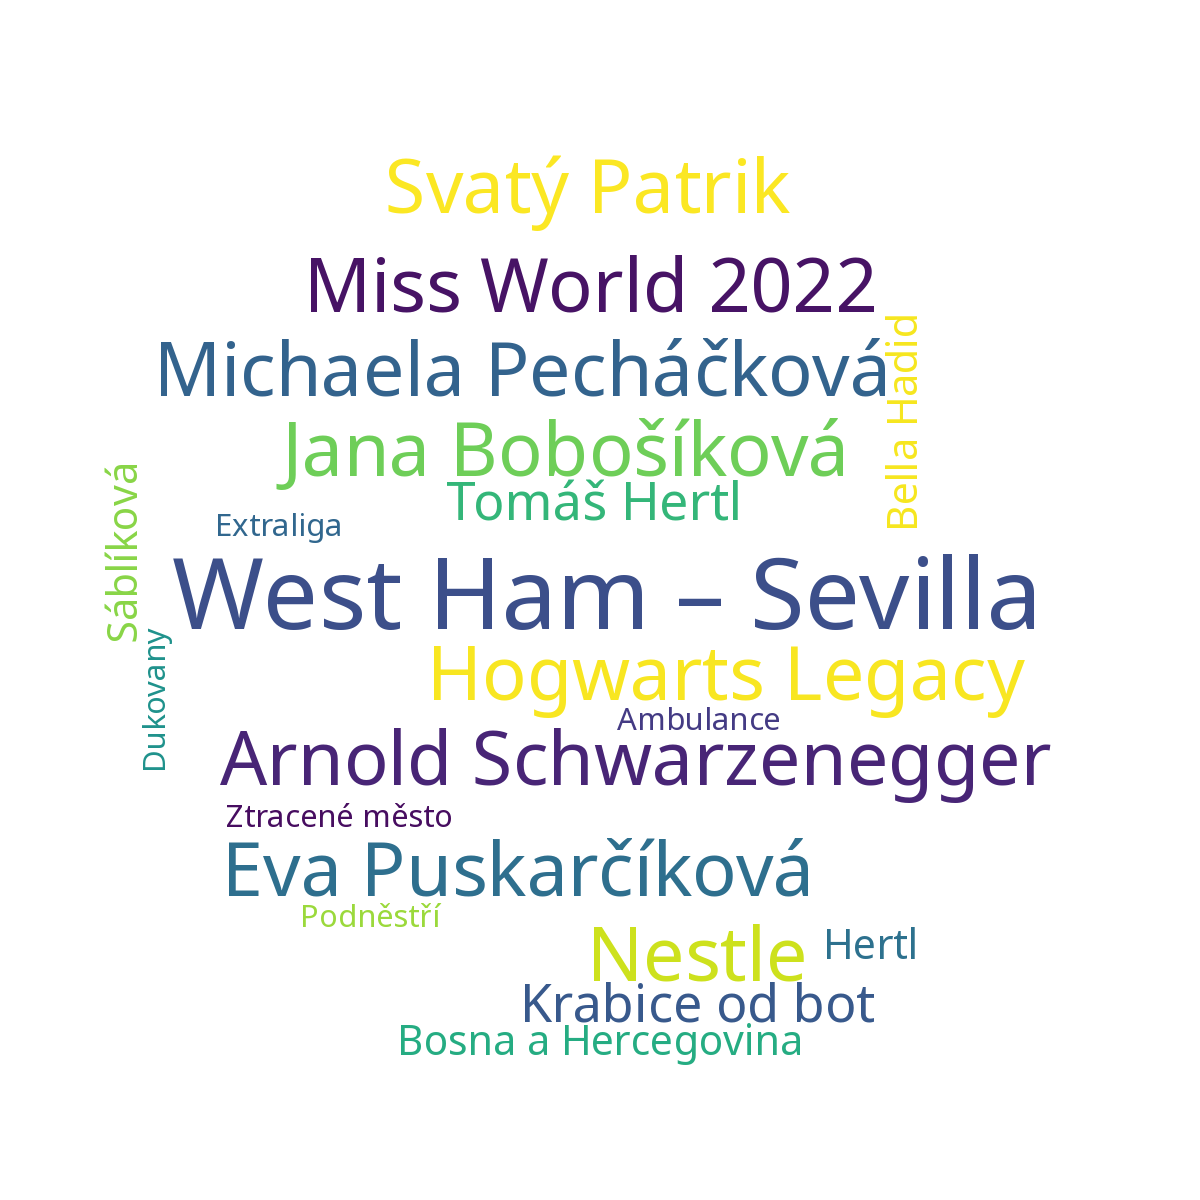 Svatý Patrik
Miss World 2022
Michaela Pecháčková
Bella Hadid
Jana Bobošíková
Tomáš Hertl
Sáblíková
Extraliga
West Ham – Sevilla
Dukovany
Hogwarts Legacy
Ambulance
Arnold Schwarzenegger
Ztracené město
Eva Puskarčíková
Podněstří
Nestle
Hertl
Krabice od bot
Bosna a Hercegovina